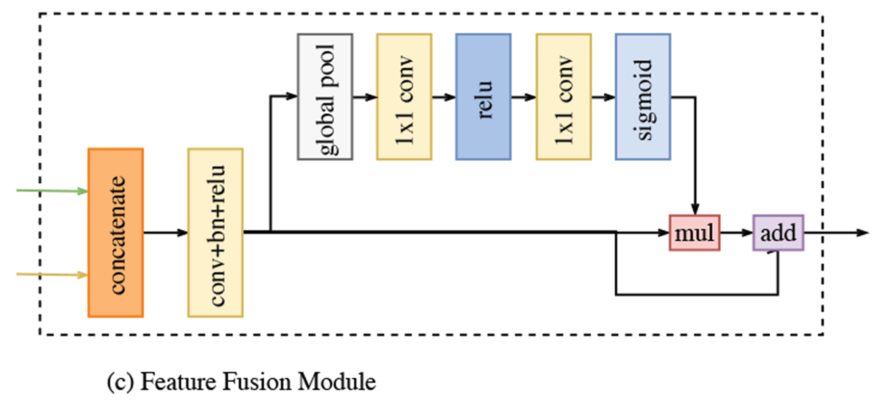 global pool
1x1 conv
relu
1x1 conv
sigmoid
concatenate
conv+bn+relu
mul
add
(c) Feature Fusion Module